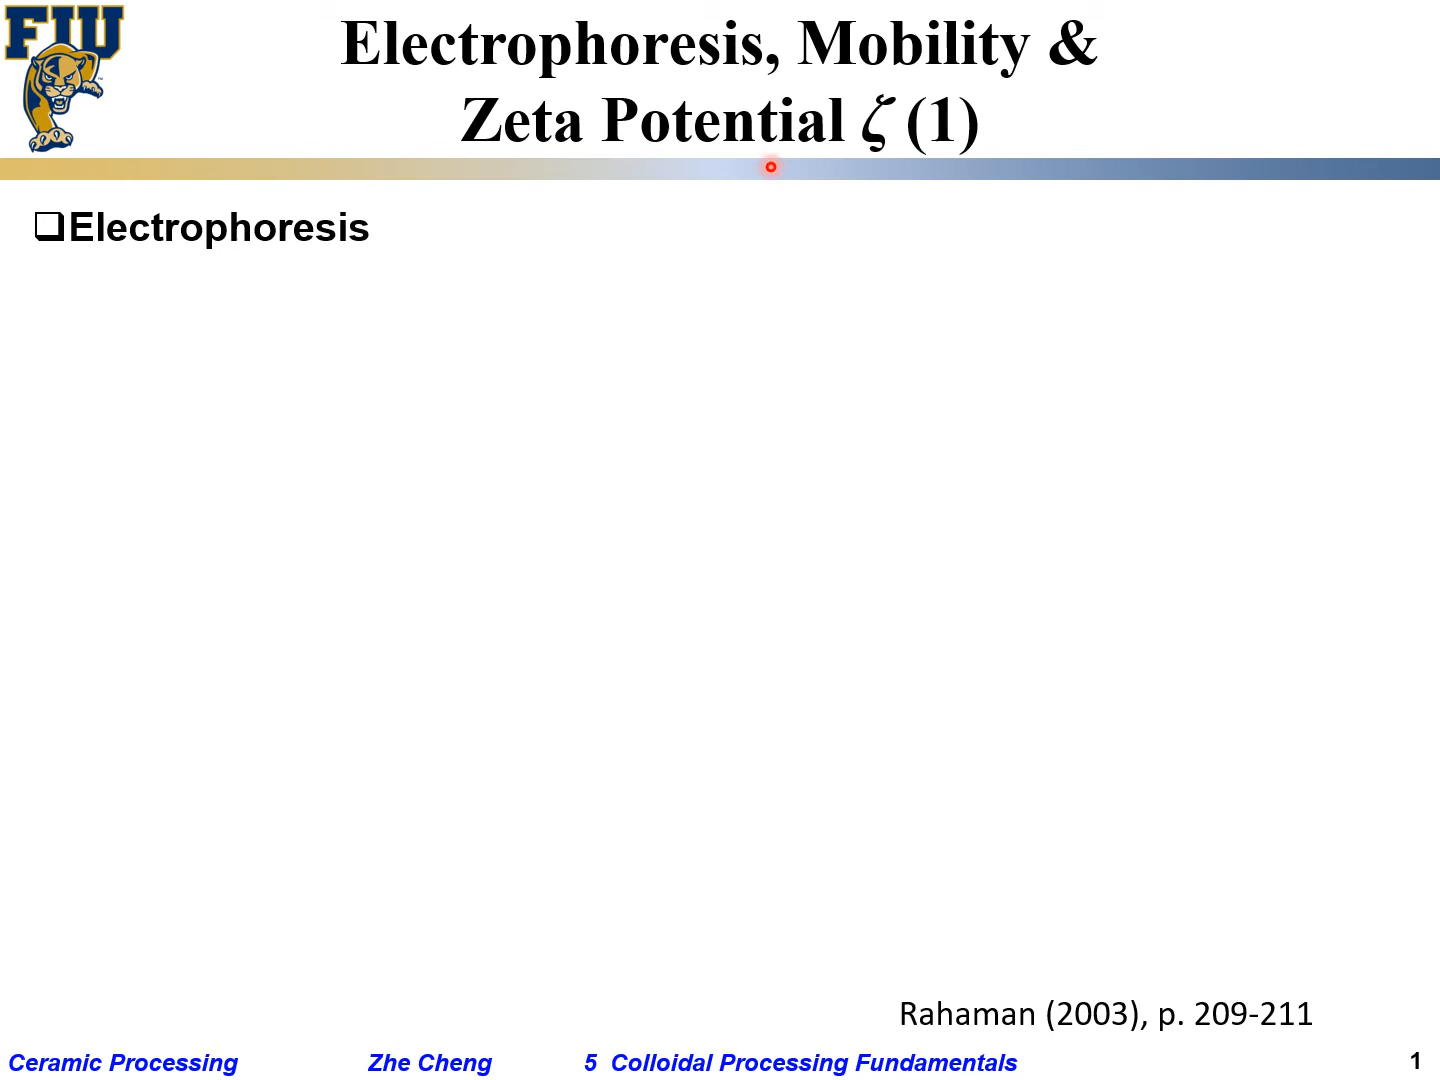 FIU
Electrophoresis, Mobility &
Zeta Potential ζ (1)
❑Electrophoresis
Rahaman (2003), p. 209-211
Ceramic Processing Zhe Cheng 5 Colloidal Processing Fundamentals 1